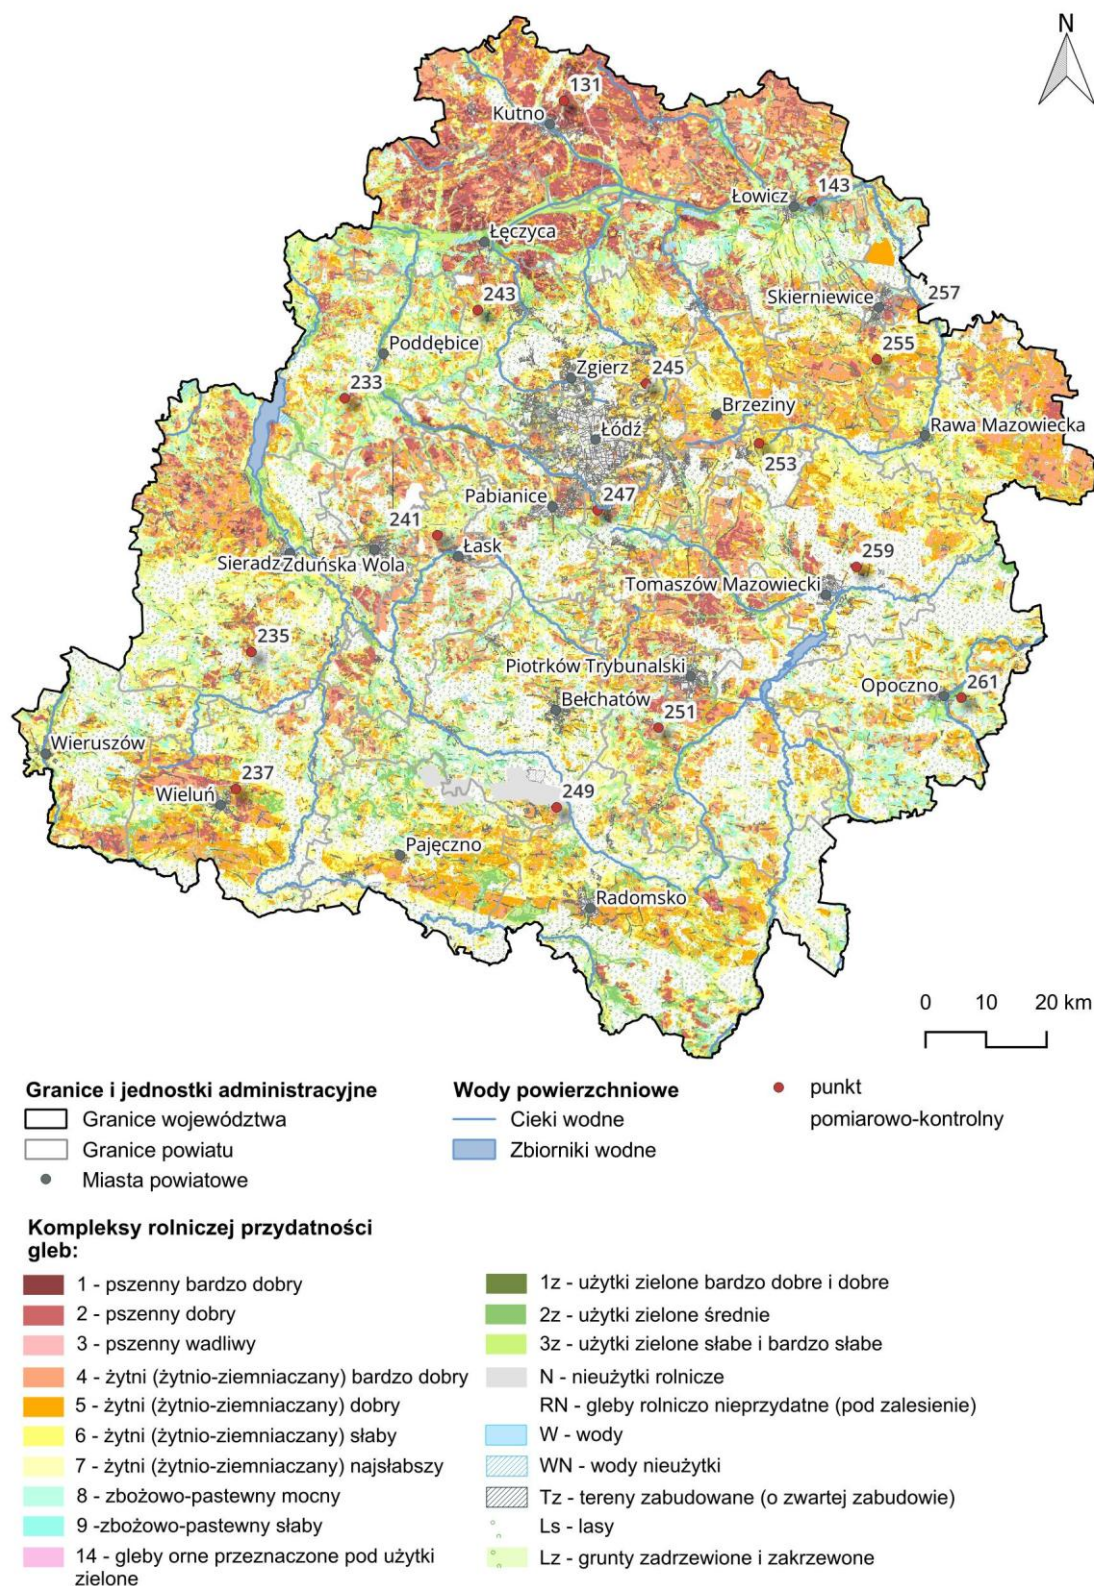 N
131
Kutno
143
Łowicz
Łęczyca
243
Skierniewice
257
Poddębice
255
Zgierz
245
233
Brzeziny
Łódź
Rawa Mazowiecka
253
Pabianice
247
241
Łask
Sieradz
Zduńska Wola
259
Tomaszów Mazowiecki
235
Piotrków Trybunalski
Opoczno
261
Bełchatów
251
Wieruszów
237
Wieluń
249
Pajęczno
Radomsko
0 10 20 km
Granice i jednostki administracyjne
Granice województwa
Granice powiatu
Miasta powiatowe
Wody powierzchniowe
Cieki wodne
Zbiorniki wodne
punkt
pomiarowo-kontrolny
Kompleksy rolniczej przydatności
gleb:
1 - pszenny bardzo dobry
2 - pszenny dobry
3 - pszenny wadliwy
4 - żytni (żytnio-ziemniaczany) bardzo dobry
5 - żytni (żytnio-ziemniaczany) dobry
6 - żytni (żytnio-ziemniaczany) słaby
7 - żytni (żytnio-ziemniaczany) najsłabszy
8 - zbożowo-pastewny mocny
9 -zbożowo-pastewny słaby
14 - gleby orne przeznaczone pod użytki
zielone
1z - użytki zielone bardzo dobre i dobre
2z - użytki zielone średnie
3z - użytki zielone słabe i bardzo słabe
N - nieużytki rolnicze
RN - gleby rolniczo nieprzydatne (pod zalesienie)
W - wody
WN - wody nieużytki
Tz - tereny zabudowane (o zwartej zabudowie)
Ls - lasy
Lz - grunty zadrzewione i zakrzewone